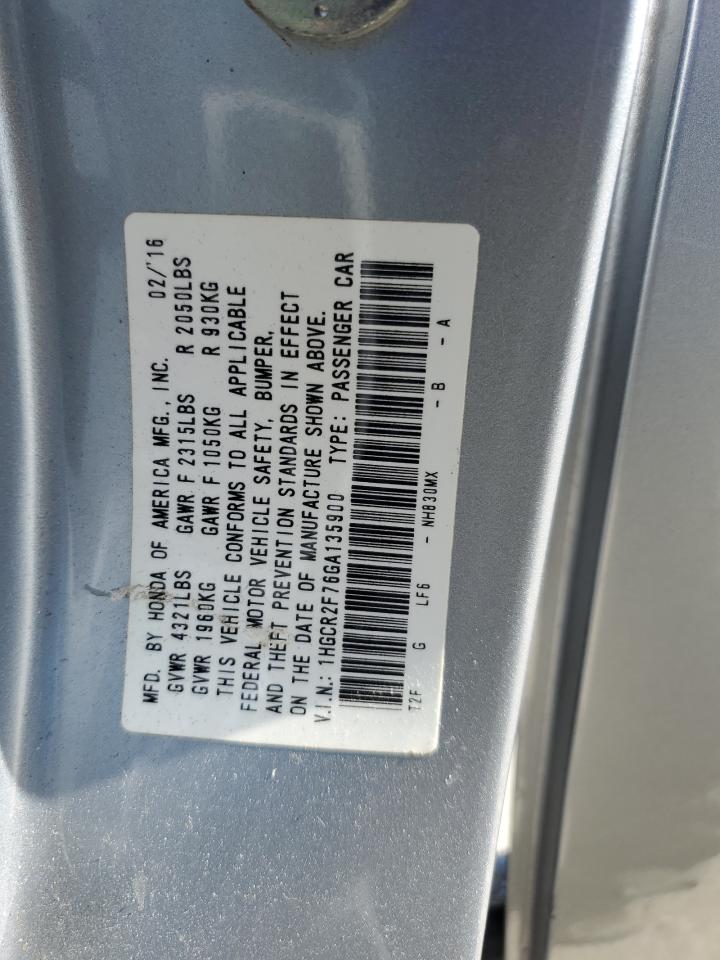 MFD. BY HONDA OF AMERICA MFG., INC. 02/'16
GVWR 4321LBS GAWR F 2315LBS R 2050LBS
GVWR 1960KG GAWR F 1050KG R 930KG
THIS VEHICLE CONFORMS TO ALL APPLICABLE
FEDERAL MOTOR VEHICLE SAFETY, BUMPER,
AND THEFT PREVENTION STANDARDS IN EFFECT
ON THE DATE OF MANUFACTURE SHOWN ABOVE.
V.I.N.: 1HGCR2F76GA135900 TYPE: PASSENGER CAR
T2F G LF6 - NH830MX - B - A